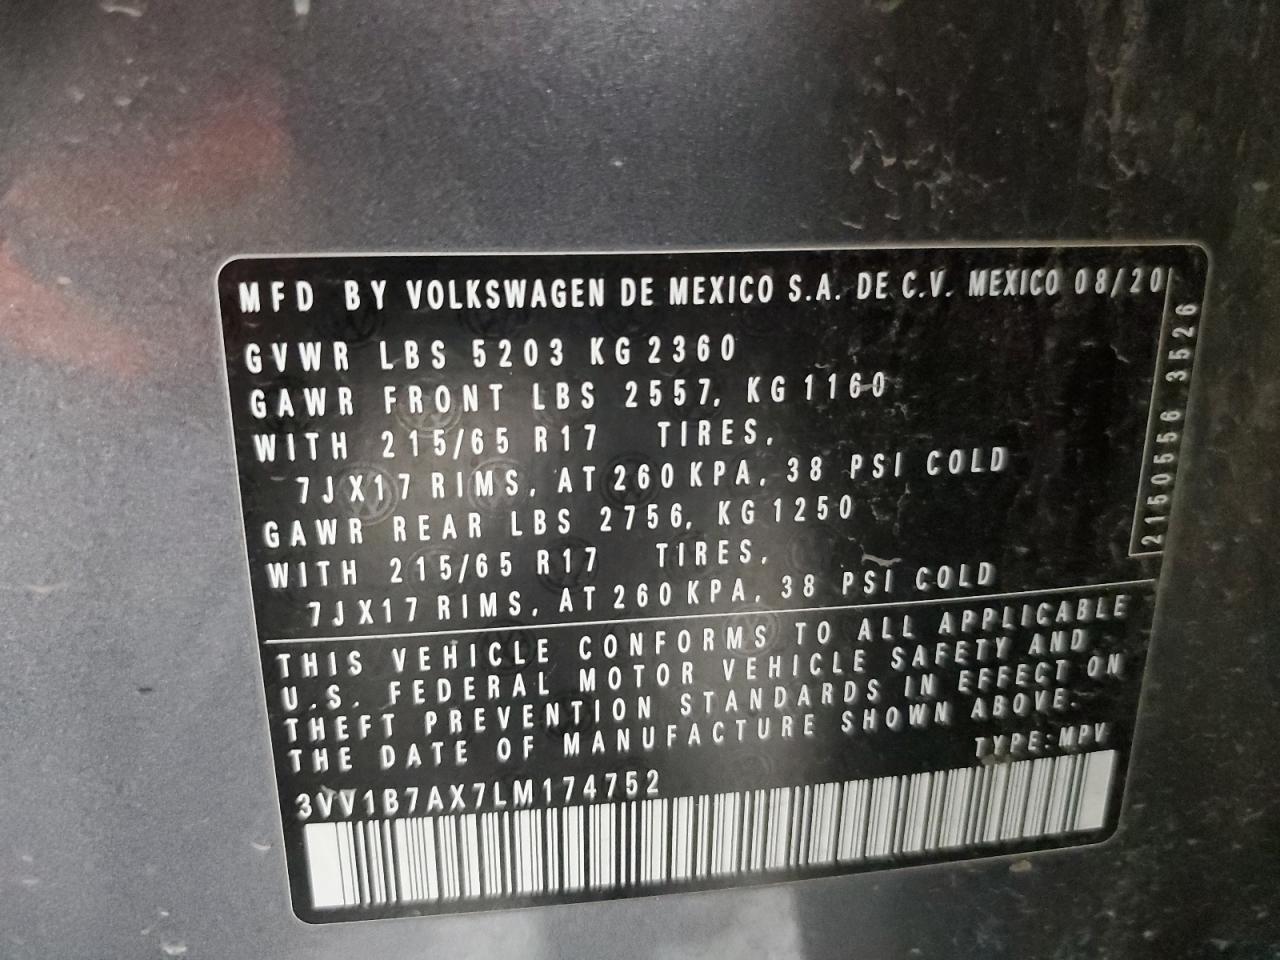 MFD BY VOLKSWAGEN DE MEXICO S.A. DE C.V. MEXICO 08/20
GVWR LBS 5203 KG 2360
GAWR FRONT LBS 2557, KG 1160
WITH 215/65 R17 TIRES,
7JX17 RIMS, AT 260 KPA, 38 PSI COLD
GAWR REAR LBS 2756, KG 1250
WITH 215/65 R17 TIRES,
7JX17 RIMS, AT 260 KPA, 38 PSI COLD
2150556 3526
THIS VEHICLE CONFORMS TO ALL APPLICABLE
U.S. FEDERAL MOTOR VEHICLE SAFETY AND
THEFT PREVENTION STANDARDS IN EFFECT ON
THE DATE OF MANUFACTURE SHOWN ABOVE.
TYPE:MPV
3VV1B7AX7LM174752